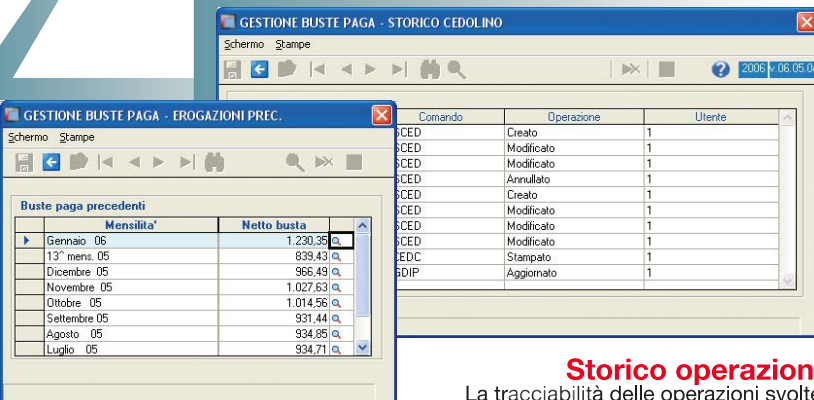 GESTIONE BUSTE PAGA - STORICO CEDOLINO
Schermo Stampe
2006 v.06.05.0
Comando Operazione Utente
SCED Creato 1
SCED Modificato 1
SCED Modificato 1
SCED Annullato 1
SCED Creato 1
SCED Modificato 1
SCED Modificato 1
SCED Modificato 1
CEDC Stampato 1
GDIP Aggiornato 1
GESTIONE BUSTE PAGA - EROGAZIONI PREC.
Schermo Stampe
Buste paga precedenti
Mensilita' Netto busta
Gennaio 06 1.230,35
13^ mens. 05 839,43
Dicembre 05 966,49
Novembre 05 1.027,63
Ottobre 05 1.014,56
Settembre 05 931,44
Agosto 05 934,85
Luglio 05 934,71
Storico operazion
La tracciabilità delle operazioni svolte